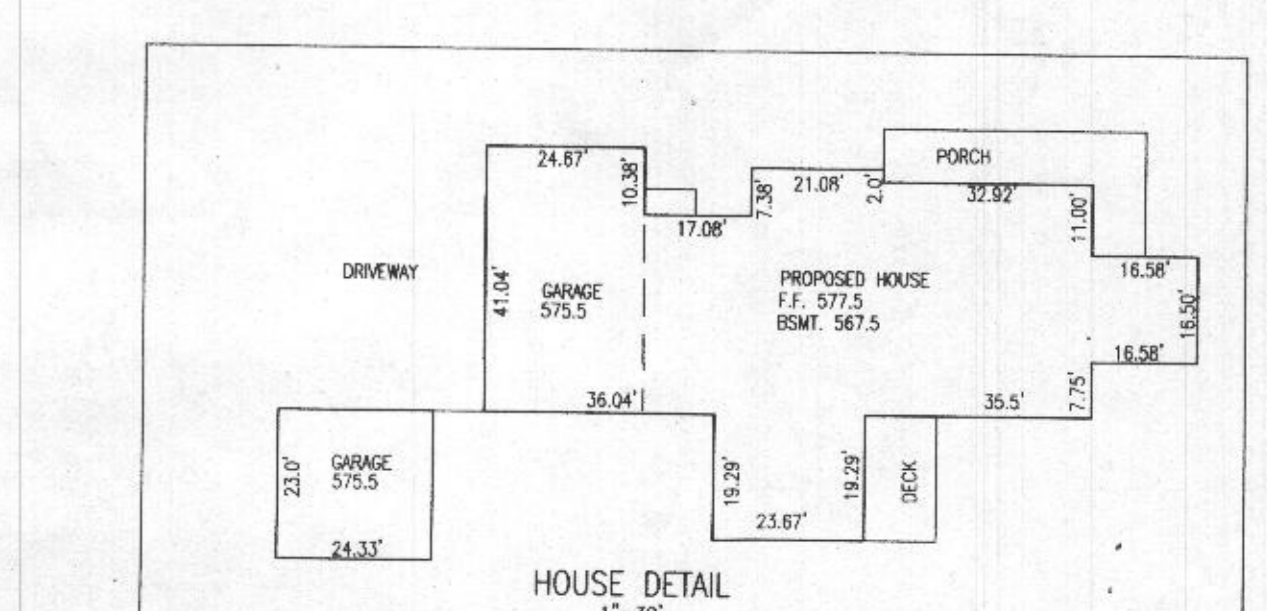 24.67'
10.38'
17.08'
7.38'
21.08'
2.0'
PORCH
32.92'
11.00'
16.58'
16.50'
16.58'
7.75'
35.5'
DRIVEWAY
41.04'
GARAGE
575.5
PROPOSED HOUSE
F.F. 577.5
BSMT. 567.5
36.04'
23.0'
GARAGE
575.5
24.33'
19.29'
23.67'
19.29'
DECK
HOUSE DETAIL